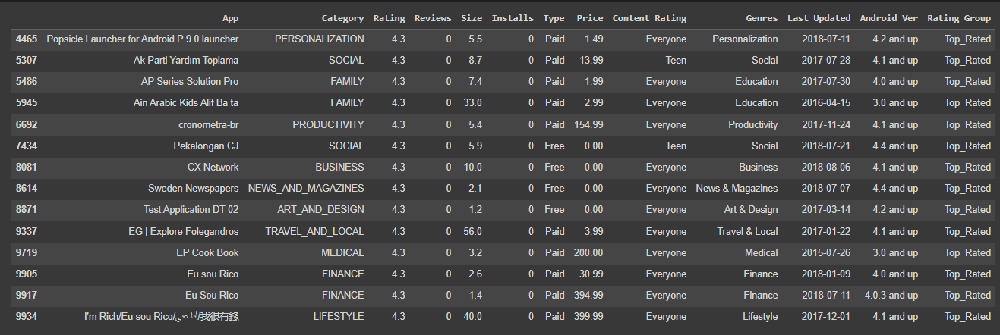 App Category Rating Reviews Size Installs Type Price Content_Rating Genres Last_Updated Android_Ver Rating_Group
4465 Popsicle Launcher for Android P 9.0 launcher PERSONALIZATION 4.3 0 5.5 0 Paid 1.49 Everyone Personalization 2018-07-11 4.2 and up Top_Rated
5307 Ak Parti Yardım Toplama SOCIAL 4.3 0 8.7 0 Paid 13.99 Teen Social 2017-07-28 4.1 and up Top_Rated
5486 AP Series Solution Pro FAMILY 4.3 0 7.4 0 Paid 1.99 Everyone Education 2017-07-30 4.0 and up Top_Rated
5945 Ain Arabic Kids Alif Ba ta FAMILY 4.3 0 33.0 0 Paid 2.99 Everyone Education 2016-04-15 3.0 and up Top_Rated
6692 cronometra-br PRODUCTIVITY 4.3 0 5.4 0 Paid 154.99 Everyone Productivity 2017-11-24 4.1 and up Top_Rated
7434 Pekalongan CJ SOCIAL 4.3 0 5.9 0 Free 0.00 Teen Social 2018-07-21 4.4 and up Top_Rated
8081 CX Network BUSINESS 4.3 0 10.0 0 Free 0.00 Everyone Business 2018-08-06 4.1 and up Top_Rated
8614 Sweden Newspapers NEWS_AND_MAGAZINES 4.3 0 2.1 0 Free 0.00 Everyone News & Magazines 2018-07-07 4.4 and up Top_Rated
8871 Test Application DT 02 ART_AND_DESIGN 4.3 0 1.2 0 Free 0.00 Everyone Art & Design 2017-03-14 4.2 and up Top_Rated
9337 EG | Explore Folegandros TRAVEL_AND_LOCAL 4.3 0 56.0 0 Paid 3.99 Everyone Travel & Local 2017-01-22 4.1 and up Top_Rated
9719 EP Cook Book MEDICAL 4.3 0 3.2 0 Paid 200.00 Everyone Medical 2015-07-26 3.0 and up Top_Rated
9905 Eu sou Rico FINANCE 4.3 0 2.6 0 Paid 30.99 Everyone Finance 2018-01-09 4.0 and up Top_Rated
9917 Eu Sou Rico FINANCE 4.3 0 1.4 0 Paid 394.99 Everyone Finance 2018-07-11 4.0.3 and up Top_Rated
9934 I'm Rich/Eu sou Rico/أنا غني/我很有錢 LIFESTYLE 4.3 0 40.0 0 Paid 399.99 Everyone Lifestyle 2017-12-01 4.1 and up Top_Rated